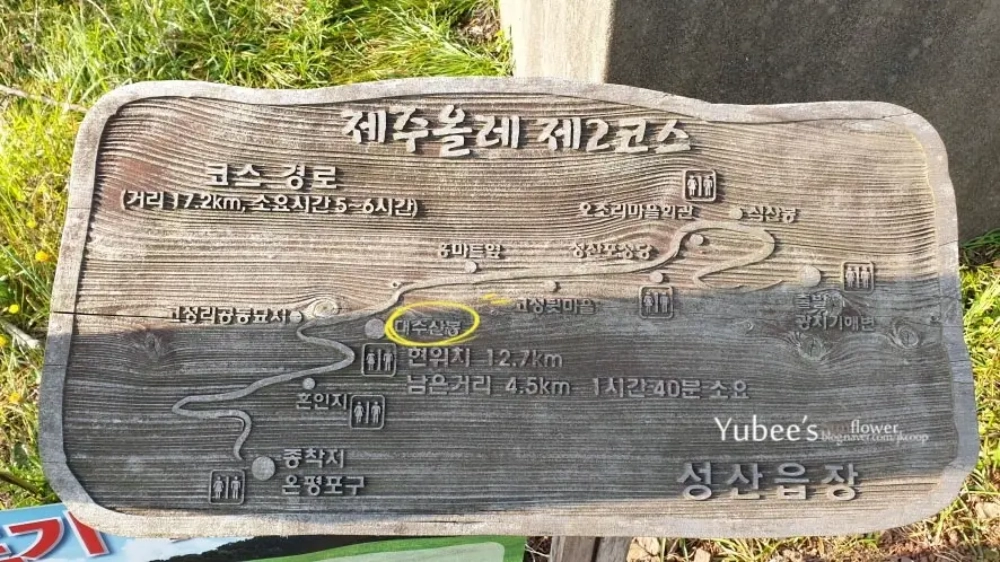 제주올레 제2코스
코스 경로
(거리 17.2km, 소요시간 5~6시간)
오조리마을회관
식산봉
홍마트옆
성산포성당
고성윗마을
출발
광치기해변
고성리공동묘지
대수산봉
현위치 12.7km
남은거리 4.5km 1시간 40분 소요
혼인지
종착지
온평포구
성산읍장
Yubee's
flower,
blog.naver.com/jkcoop